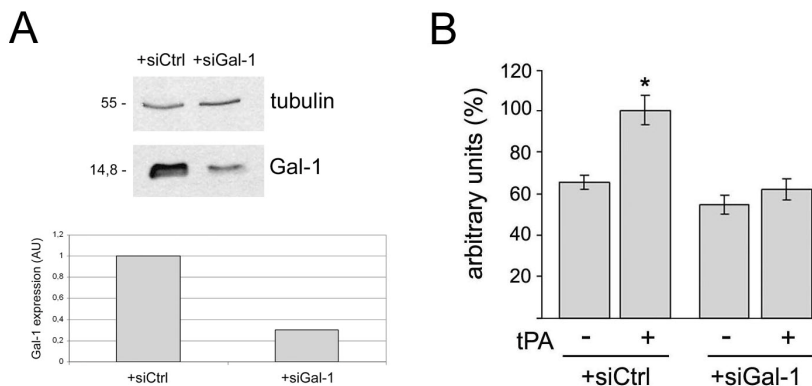 A
+siCtrl +siGal-1
55 - tubulin
14,8 - Gal-1
Gal-1 expression (AU)
1,2
1
0,8
0,6
0,4
0,2
0
+siCtrl +siGal-1
B
arbitrary units (%)
120
100
80
60
40
20
*
tPA - + - +
+siCtrl +siGal-1